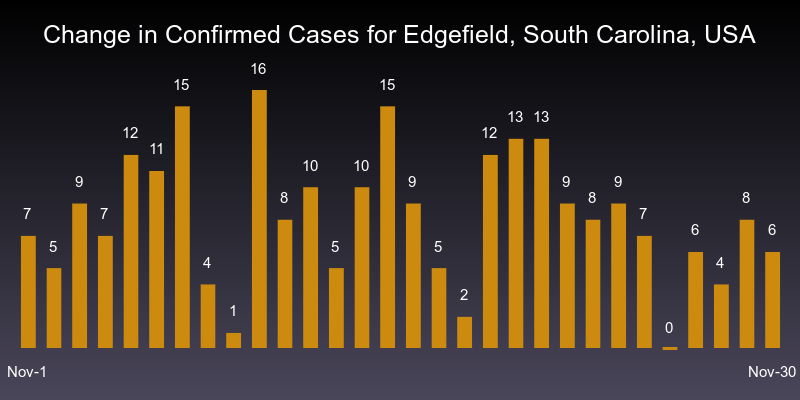 Change in Confirmed Cases for Edgefield, South Carolina, USA
7 5 9 7 12 11 15 4 1 16 8 10 5 10 15 9 5 2 12 13 13 9 8 9 7 0 6 4 8 6
Nov-1 Nov-30